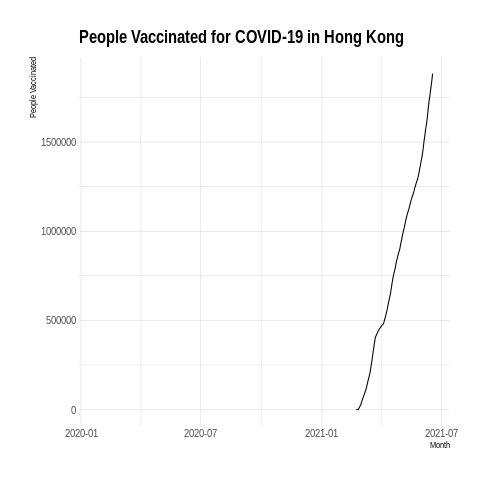 People Vaccinated for COVID-19 in Hong Kong
People Vaccinated
1500000
1000000
500000
0
2020-01 2020-07 2021-01 2021-07
Month